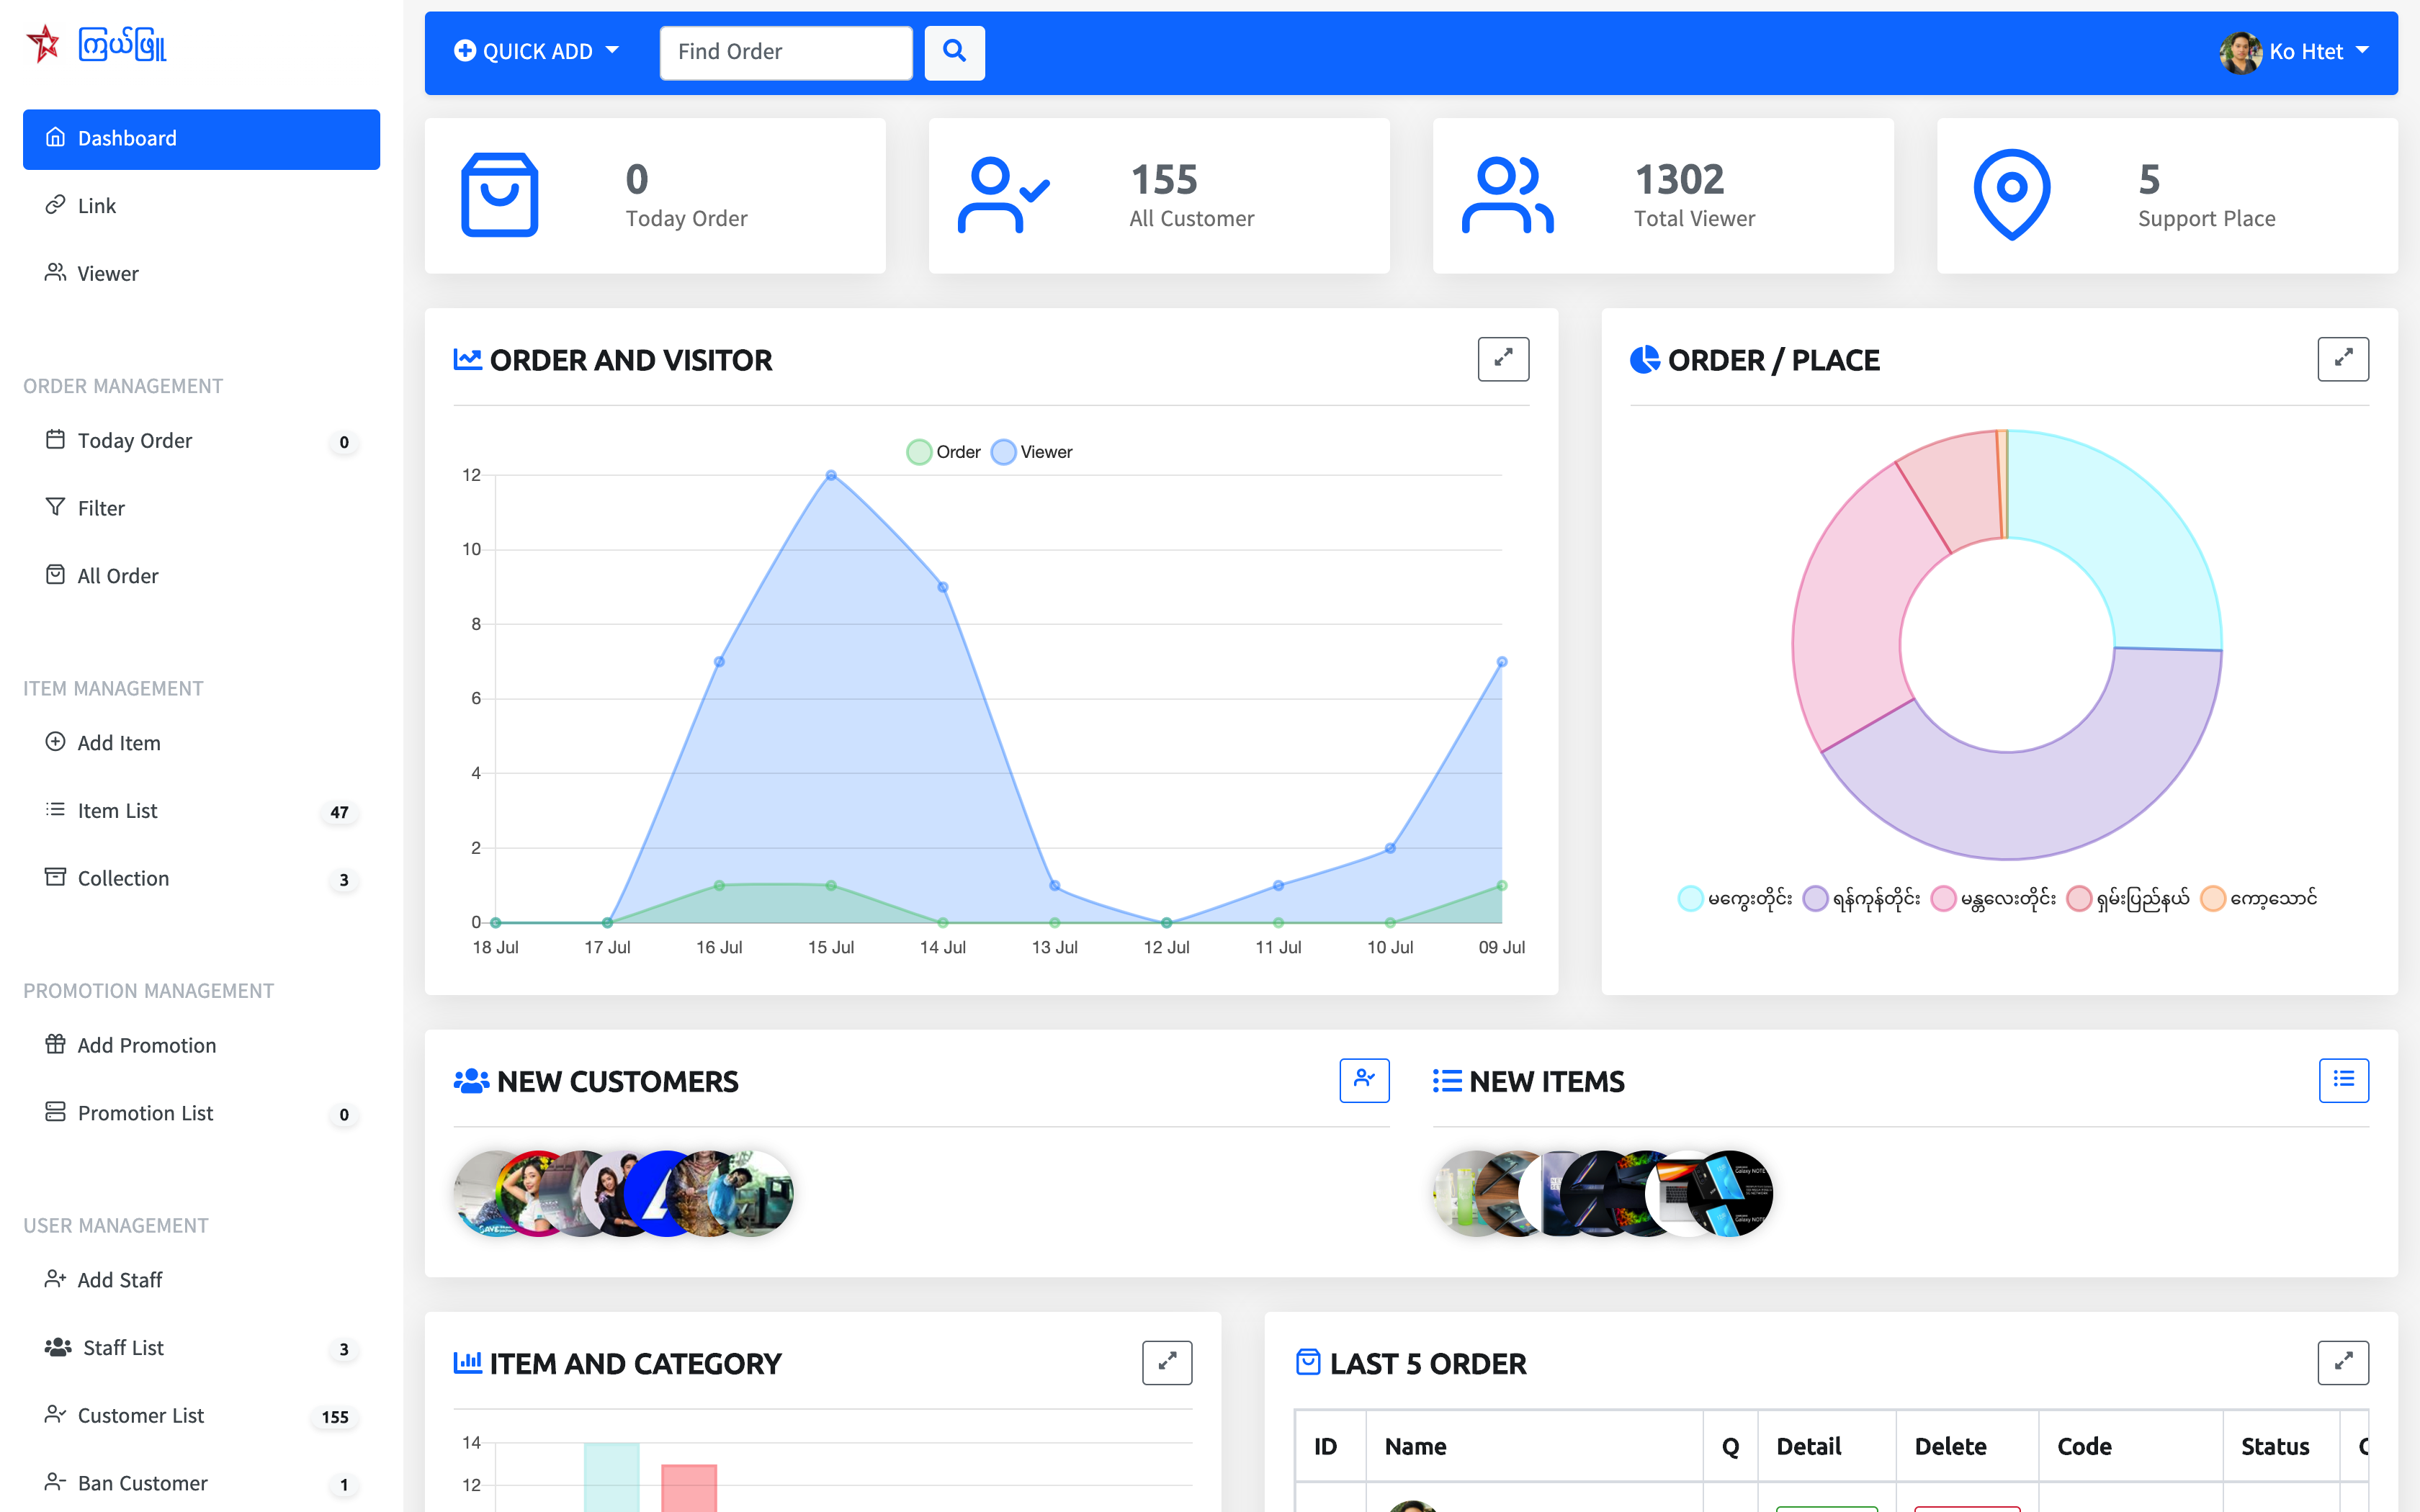 ကြယ်ဖြူ
Dashboard
Link
Viewer
ORDER MANAGEMENT
Today Order 0
Filter
All Order
ITEM MANAGEMENT
Add Item
Item List 47
Collection 3
PROMOTION MANAGEMENT
Add Promotion
Promotion List 0
USER MANAGEMENT
Add Staff
Staff List 3
Customer List 155
Ban Customer 1
QUICK ADD
Find Order
Ko Htet
0
Today Order
155
All Customer
1302
Total Viewer
5
Support Place
ORDER AND VISITOR
Order Viewer
12
10
8
6
4
2
0
18 Jul 17 Jul 16 Jul 15 Jul 14 Jul 13 Jul 12 Jul 11 Jul 10 Jul 09 Jul
ORDER / PLACE
မကွေးတိုင်း ရန်ကုန်တိုင်း မန္တလေးတိုင်း ရှမ်းပြည်နယ် ကော့သောင်
NEW CUSTOMERS
NEW ITEMS
ITEM AND CATEGORY
14
12
LAST 5 ORDER
ID Name Q Detail Delete Code Status